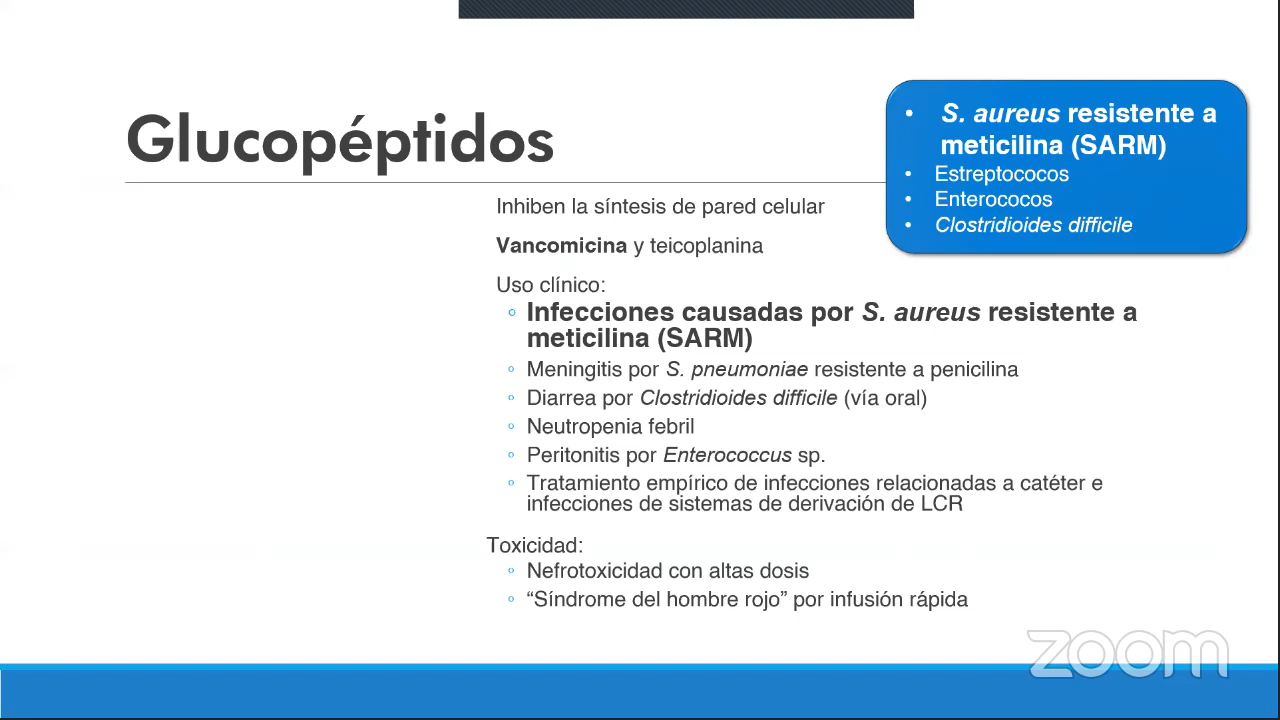 Glucopéptidos
• S. aureus resistente a
meticilina (SARM)
• Estreptococos
• Enterococos
• Clostridioides difficile
Inhiben la síntesis de pared celular
Vancomicina y teicoplanina
Uso clínico:
◦ Infecciones causadas por S. aureus resistente a
meticilina (SARM)
◦ Meningitis por S. pneumoniae resistente a penicilina
◦ Diarrea por Clostridioides difficile (vía oral)
◦ Neutropenia febril
◦ Peritonitis por Enterococcus sp.
◦ Tratamiento empírico de infecciones relacionadas a catéter e
infecciones de sistemas de derivación de LCR
Toxicidad:
◦ Nefrotoxicidad con altas dosis
◦ “Síndrome del hombre rojo” por infusión rápida
zoom